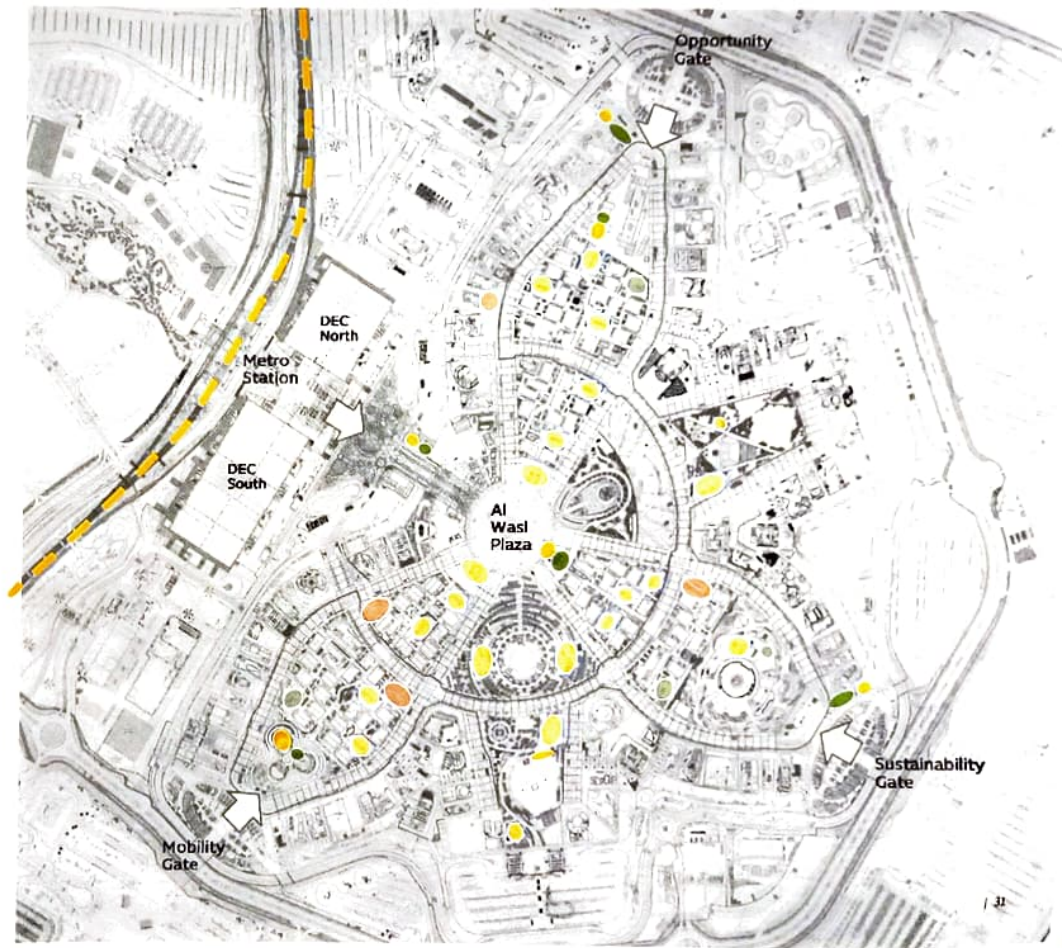 Opportunity
Gate
DEC
North
Metro
Station
DEC
South
Al
Wasl
Plaza
Sustainability
Gate
Mobility
Gate
| 31